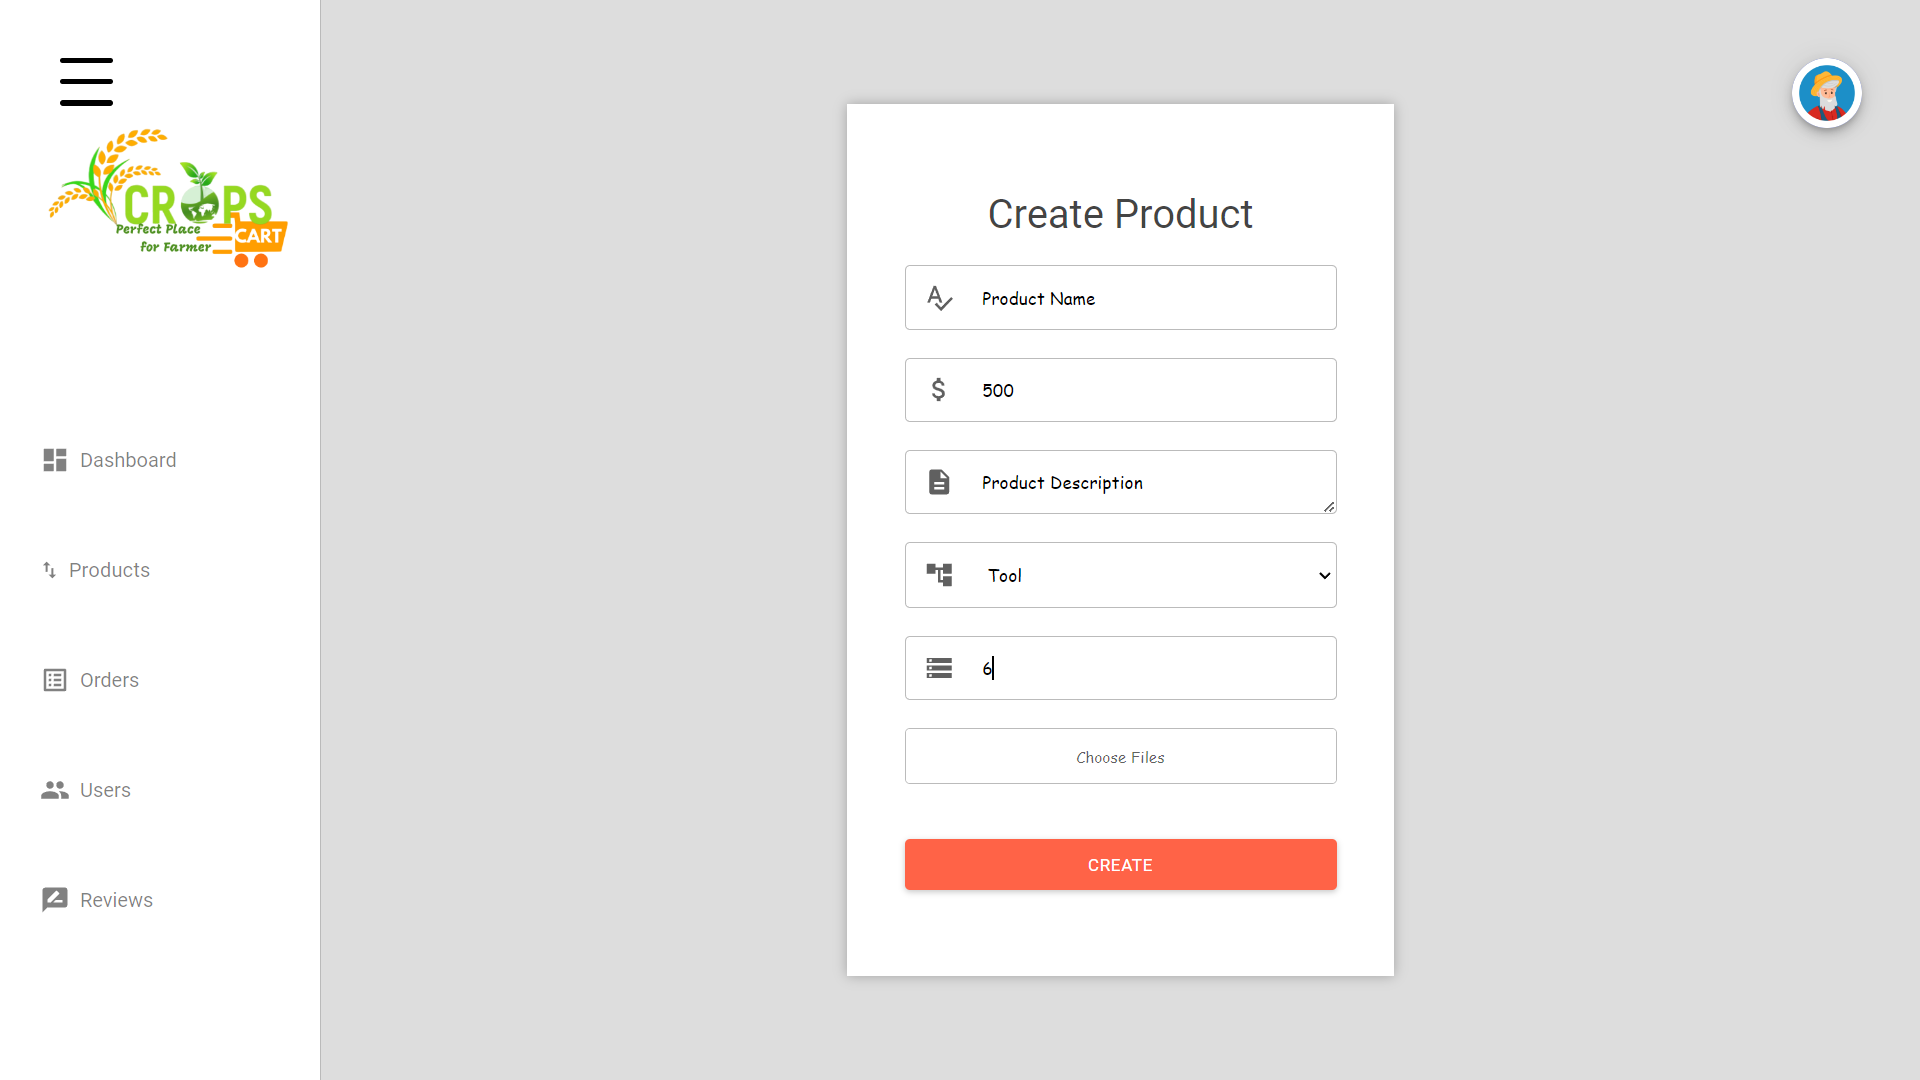 CROPS
Perfect Place
for Farmer
CART
Dashboard
Products
Orders
Users
Reviews
Create Product
Product Name
500
Product Description
Tool
6
Choose Files
CREATE